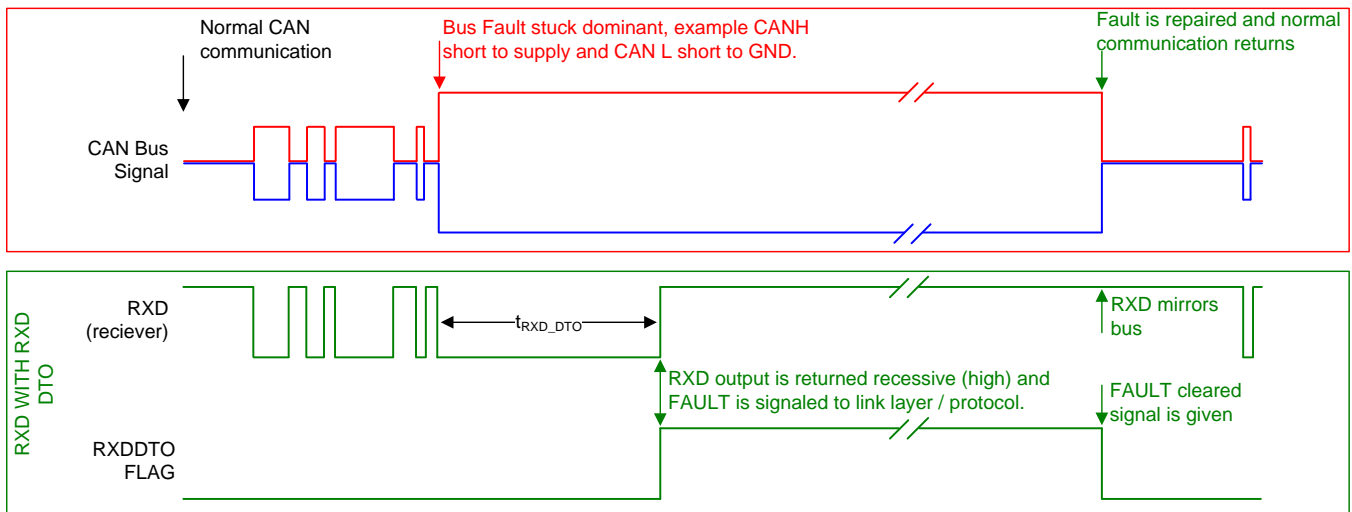 Normal CAN
communication
Bus Fault stuck dominant, example CANH
short to supply and CAN L short to GND.
Fault is repaired and normal
communication returns
CAN Bus
Signal
RXD WITH RXD
DTO
RXD
(reciever)
tRXD_DTO
RXD mirrors
bus
RXD output is returned recessive (high) and
FAULT is signaled to link layer / protocol.
FAULT cleared
signal is given
RXDDTO
FLAG